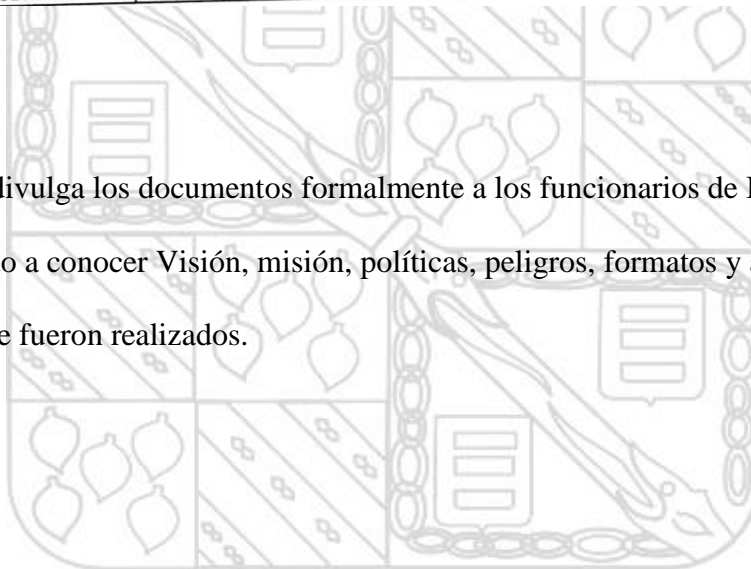 divulga los documentos formalmente a los funcionarios de
a conocer Visión, misión, políticas, peligros, formatos y
fueron realizados.